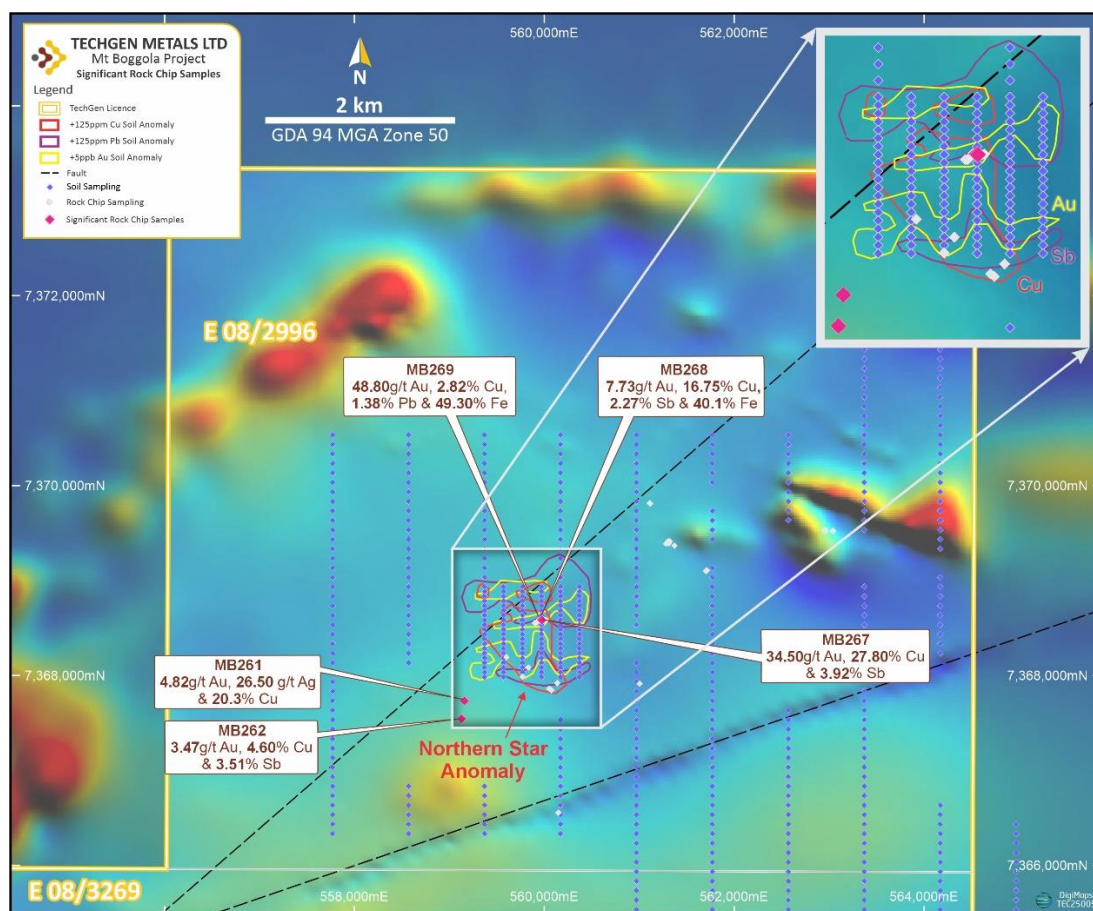 TECHGEN METALS LTD
Mt Boggola Project
Significant Rock Chip Samples
Legend
TechGen Licence
+125ppm Cu Soil Anomaly
+125ppm Pb Soil Anomaly
+5ppb Au Soil Anomaly
Fault
Soil Sampling
Rock Chip Sampling
Significant Rock Chip Samples
N
2 km
GDA 94 MGA Zone 50
560,000mE
562,000mE
Au
Sb
Cu
7,372,000mN
E 08/2996
MB269
48.80g/t Au, 2.82% Cu,
1.38% Pb & 49.30% Fe
MB268
7.73g/t Au, 16.75% Cu,
2.27% Sb & 40.1% Fe
7,370,000mN
7,370,000mN
MB267
34.50g/t Au, 27.80% Cu
& 3.92% Sb
MB261
4.82g/t Au, 26.50 g/t Ag
& 20.3% Cu
7,368,000mN
7,368,000mN
MB262
3.47g/t Au, 4.60% Cu
& 3.51% Sb
Northern Star
Anomaly
7,366,000mN
E 08/3269
558,000mE
560,000mE
562,000mE
564,000mE
DigiMaps
TEC25005